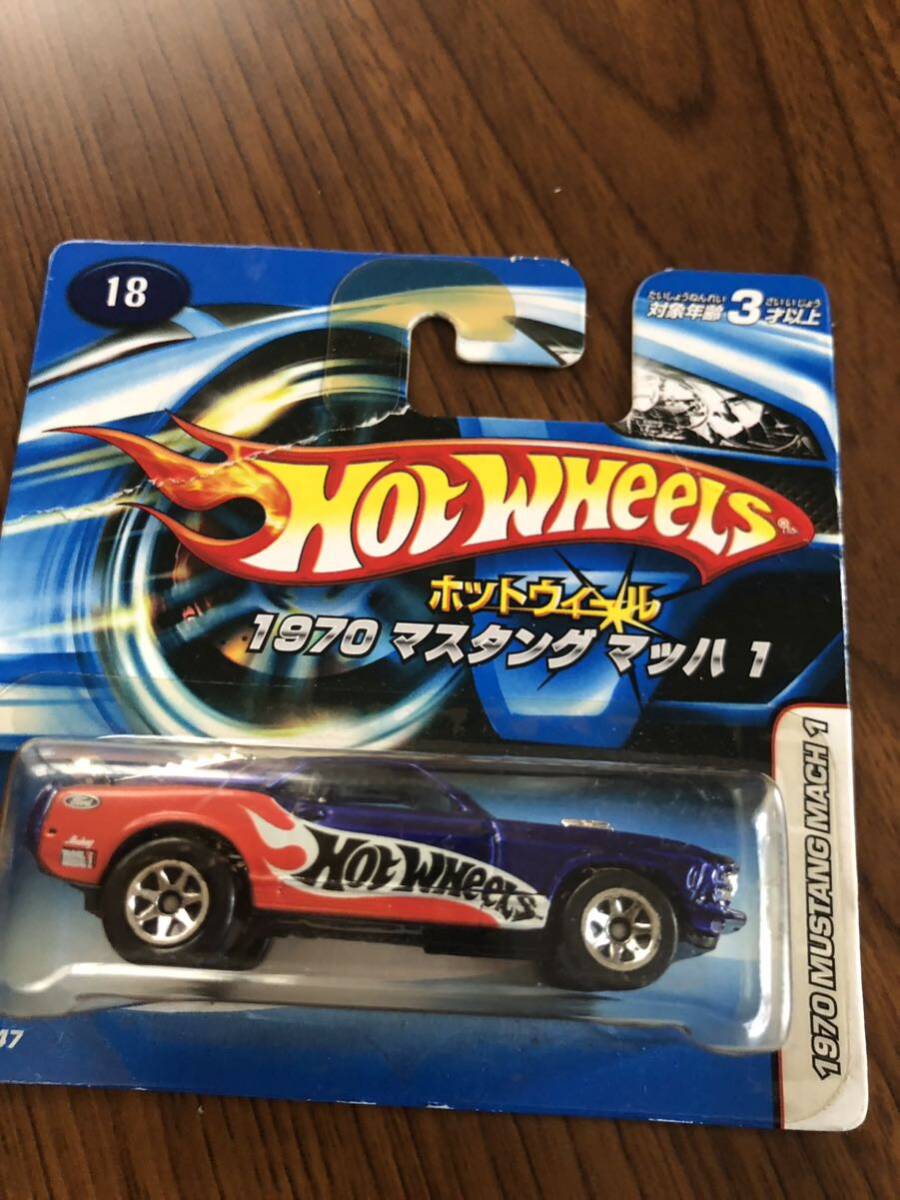 18
たいしょうねんれい さいいじょう
対象年齢 3才以上
HOT WHEELS
®
ホットウィール
1970 マスタング マッハ 1
1970 MUSTANG MACH 1
Ford
HOT WHEELS
47